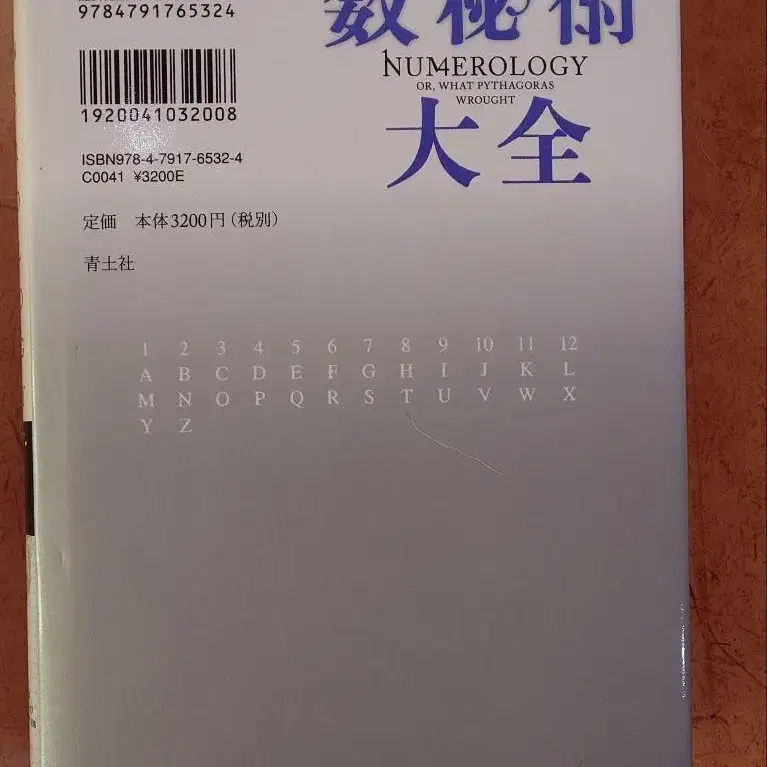 9784791765324
1920041032008
ISBN978-4-7917-6532-4
C0041 ¥3200E
定価 本体3200円(税別)
青土社
数秘術
NUMEROLOGY
OR, WHAT PYTHAGORAS
WROUGHT
大全
1 2 3 4 5 6 7 8 9 10 11 12
A B C D E F G H I J K L
M N O P Q R S T U V W X
Y Z